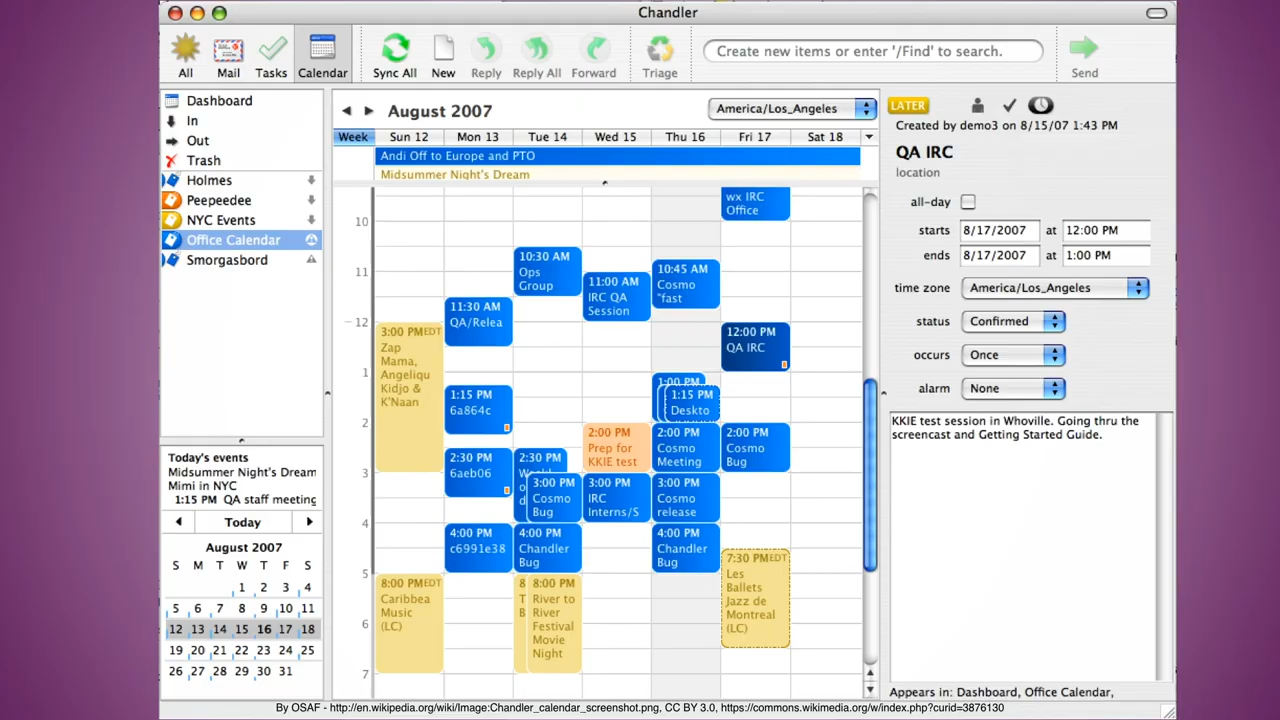 Chandler
All
Mail
Tasks
Calendar
Sync All
New
Reply
Reply All
Forward
Triage
Create new items or enter '/Find' to search.
Send
Dashboard
In
Out
Trash
Holmes
Peepeedee
NYC Events
Office Calendar
Smorgasbord
Today's events
Midsummer Night's Dream
Mimi in NYC
1:15 PM QA staff meeting
Today
August 2007
S M T W T F S
1 2 3 4
5 6 7 8 9 10 11
12 13 14 15 16 17 18
19 20 21 22 23 24 25
26 27 28 29 30 31
August 2007
America/Los_Angeles
Week Sun 12 Mon 13 Tue 14 Wed 15 Thu 16 Fri 17 Sat 18
Andi Off to Europe and PTO
Midsummer Night's Dream
10
11
12
1
2
3
4
5
6
7
3:00 PM EDT
Zap
Mama,
Angeliqu
Kidjo &
K'Naan
8:00 PM EDT
Caribbea
Music
(LC)
11:30 AM
QA/Relea
1:15 PM
6a864c
2:30 PM
6aeb06
4:00 PM
c6991e38
10:30 AM
Ops
Group
2:30 PM
3:00 PM
Cosmo
Bug
4:00 PM
Chandler
Bug
8
T
B
8:00 PM
River to
River
Festival
Movie
Night
11:00 AM
IRC QA
Session
2:00 PM
Prep for
KKIE test
3:00 PM
IRC
Interns/S
10:45 AM
Cosmo
"fast
1:00 PM
1:15 PM
Deskto
2:00 PM
Cosmo
Meeting
3:00 PM
Cosmo
release
4:00 PM
Chandler
Bug
wx IRC
Office
12:00 PM
QA IRC
2:00 PM
Cosmo
Bug
7:30 PM EDT
Les
Ballets
Jazz de
Montreal
(LC)
LATER
Created by demo3 on 8/15/07 1:43 PM
QA IRC
location
all-day
starts 8/17/2007 at 12:00 PM
ends 8/17/2007 at 1:00 PM
time zone America/Los_Angeles
status Confirmed
occurs Once
alarm None
KKIE test session in Whoville. Going thru the
screencast and Getting Started Guide.
Appears in: Dashboard, Office Calendar,
By OSAF - http://en.wikipedia.org/wiki/Image:Chandler_calendar_screenshot.png, CC BY 3.0, https://commons.wikimedia.org/w/index.php?curid=3876130